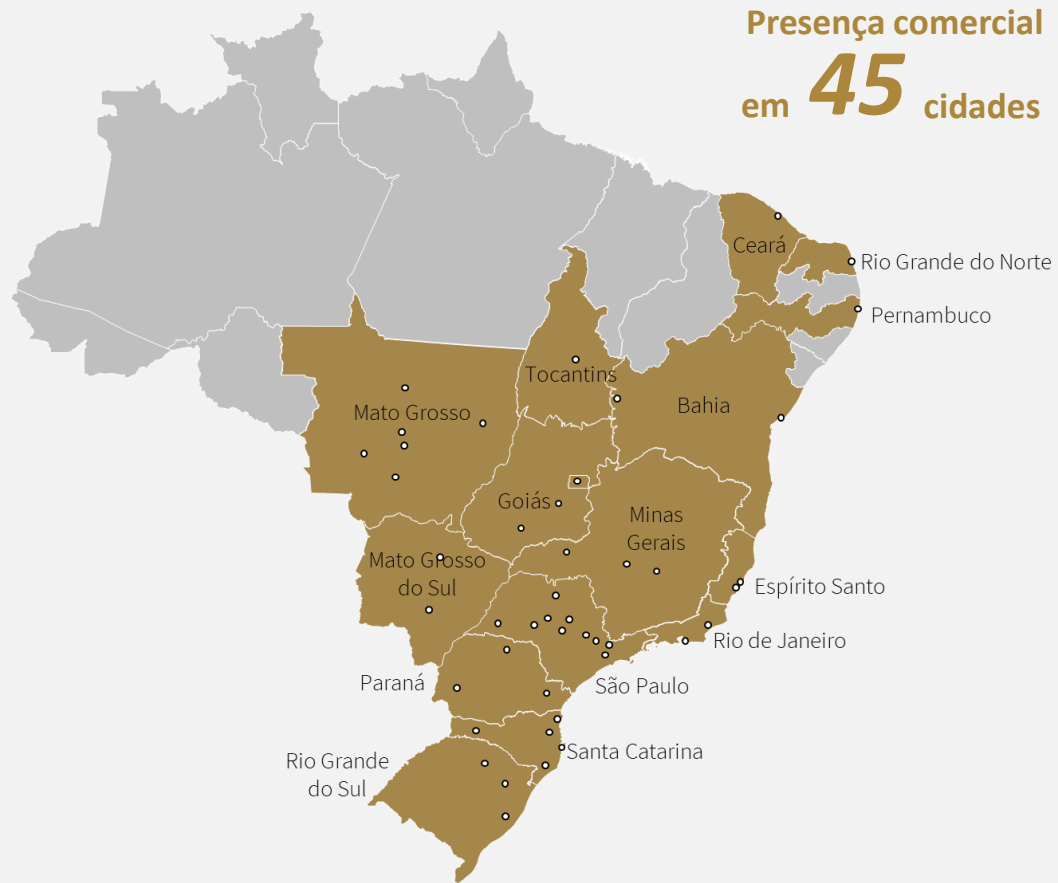 Presença comercial
em 45 cidades
Ceará
Rio Grande do Norte
Pernambuco
Tocantins
Bahia
Mato Grosso
Goiás
Minas
Gerais
Mato Grosso
do Sul
Espírito Santo
Rio de Janeiro
Paraná
São Paulo
Santa Catarina
Rio Grande
do Sul